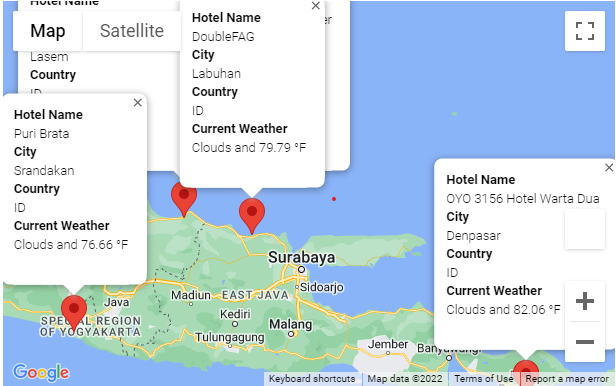 Map
Satellite
er
Lasem
Country
ID
Hotel Name
DoubleFAG
City
Labuhan
Country
ID
Current Weather
Clouds and 79.79 °F
Hotel Name
Puri Brata
City
Srandakan
Country
ID
Current Weather
Clouds and 76.66 °F
Hotel Name
OYO 3156 Hotel Warta Dua
City
Denpasar
Country
ID
Current Weather
Clouds and 82.06 °F
Surabaya
Sidoarjo
Madiun
EAST JAVA
Java
Kediri
Malang
SPECIAL REGION
OF YOGYAKARTA
Tulungagung
Jember
Banyuwangi
Google
Keyboard shortcuts
Map data ©2022
Terms of Use
Report a map error